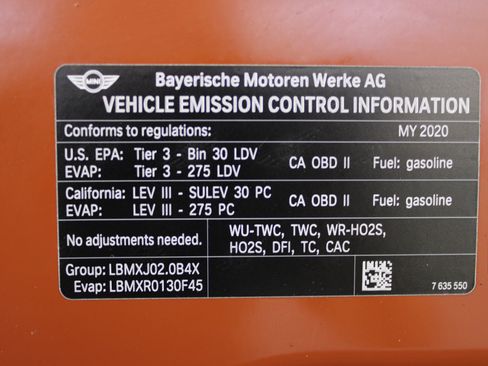 MINI
Bayerische Motoren Werke AG
VEHICLE EMISSION CONTROL INFORMATION
Conforms to regulations: MY 2020
U.S. EPA: Tier 3 - Bin 30 LDV CA OBD II Fuel: gasoline
EVAP: Tier 3 - 275 LDV
California: LEV III - SULEV 30 PC CA OBD II Fuel: gasoline
EVAP: LEV III - 275 PC
No adjustments needed. WU-TWC, TWC, WR-HO2S,
HO2S, DFI, TC, CAC
Group: LBMXJ02.0B4X
Evap: LBMXR0130F45
7 635 550